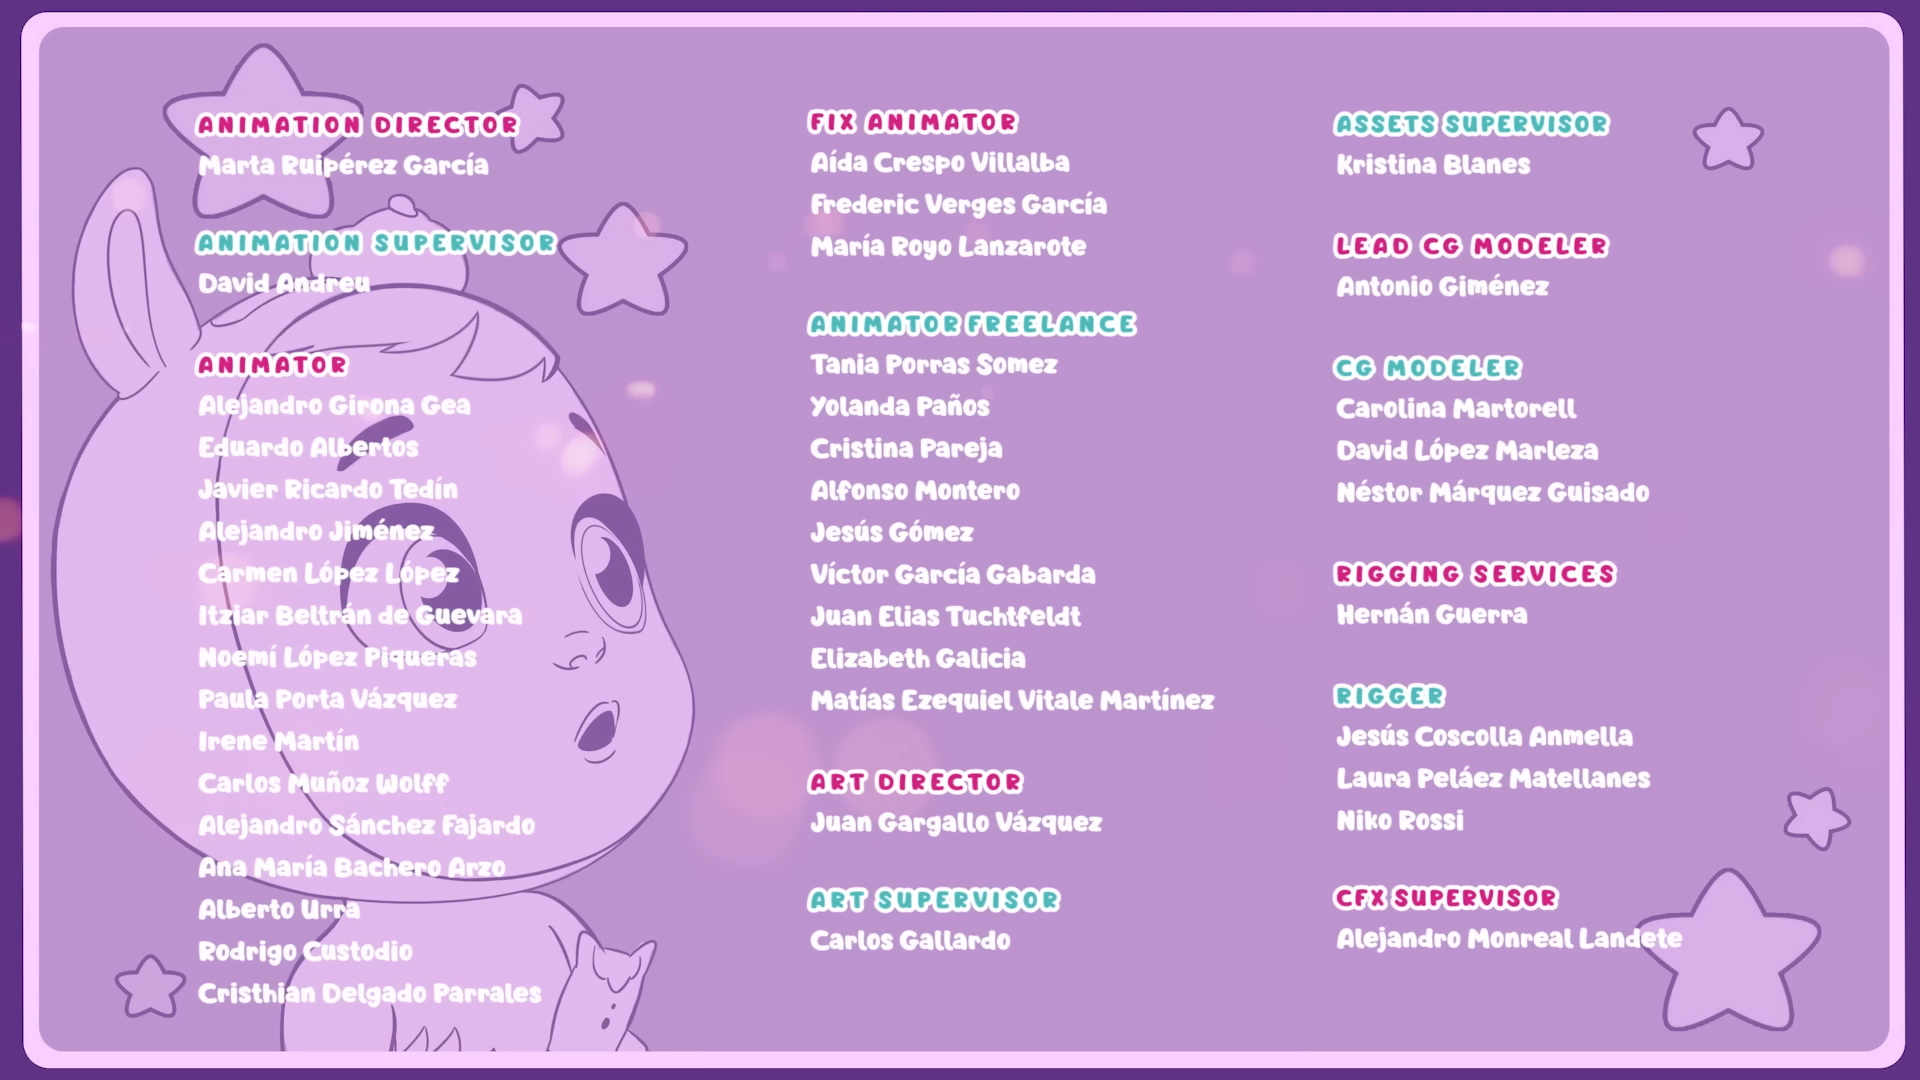 ANIMATION DIRECTOR
Marta Ruipérez García
ANIMATION SUPERVISOR
David Andreu
ANIMATOR
Alejandro Girona Gea
Eduardo Albertos
Javier Ricardo Tedín
Alejandro Jiménez
Carmen López López
Itziar Beltrán de Guevara
Noemí López Piqueras
Paula Porta Vázquez
Irene Martín
Carlos Muñoz Wolff
Alejandro Sánchez Fajardo
Ana María Bachero Arzo
Alberto Urra
Rodrigo Custodio
Cristhian Delgado Parrales
FIX ANIMATOR
Aída Crespo Villalba
Frederic Verges García
María Royo Lanzarote
ANIMATOR FREELANCE
Tania Porras Somez
Yolanda Paños
Cristina Pareja
Alfonso Montero
Jesús Gómez
Víctor García Gabarda
Juan Elias Tuchtfeldt
Elizabeth Galicia
Matías Ezequiel Vitale Martínez
ART DIRECTOR
Juan Gargallo Vázquez
ART SUPERVISOR
Carlos Gallardo
ASSETS SUPERVISOR
Kristina Blanes
LEAD CG MODELER
Antonio Giménez
CG MODELER
Carolina Martorell
David López Marleza
Néstor Márquez Guisado
RIGGING SERVICES
Hernán Guerra
RIGGER
Jesús Coscolla Anmella
Laura Peláez Matellanes
Niko Rossi
CFX SUPERVISOR
Alejandro Monreal Landete